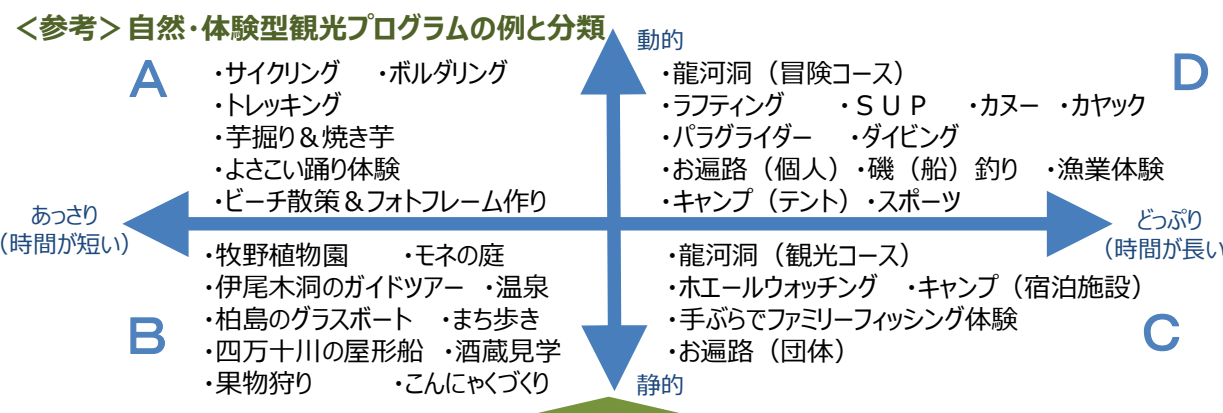 ＜参考＞自然・体験型観光プログラムの例と分類
動的
A
・サイクリング ・ボルダリング
・トレッキング
・芋掘り＆焼き芋
・よさこい踊り体験
・ビーチ散策＆フォトフレーム作り
D
・龍河洞（冒険コース）
・ラフティング ・ＳＵＰ ・カヌー ・カヤック
・パラグライダー ・ダイビング
・お遍路（個人）・磯（船）釣り ・漁業体験
・キャンプ（テント）・スポーツ
あっさり
（時間が短い）
どっぷり
（時間が長い
B
・牧野植物園 ・モネの庭
・伊尾木洞のガイドツアー ・温泉
・柏島のグラスボート ・まち歩き
・四万十川の屋形船 ・酒蔵見学
・果物狩り ・こんにゃくづくり
C
・龍河洞（観光コース）
・ホエールウォッチング ・キャンプ（宿泊施設）
・手ぶらでファミリーフィッシング体験
・お遍路（団体）
静的